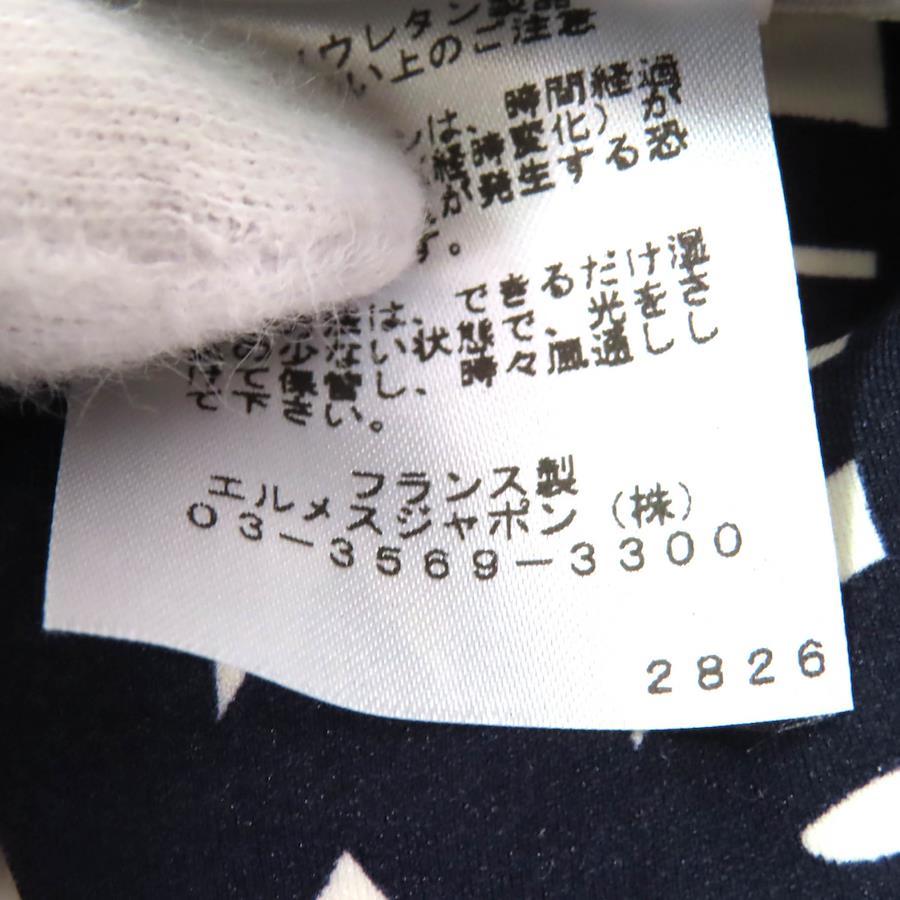 ウレタン製品
い上のご注意
は、時間経過
経時変化）が
が発生する恐
す。
は、できるだけ湿
の少ない状態で、光をさ
けて保管し、時々風通しし
て下さい。
フランス製
エルメスジャポン（株）
０３－３５６９－３３００
２８２６